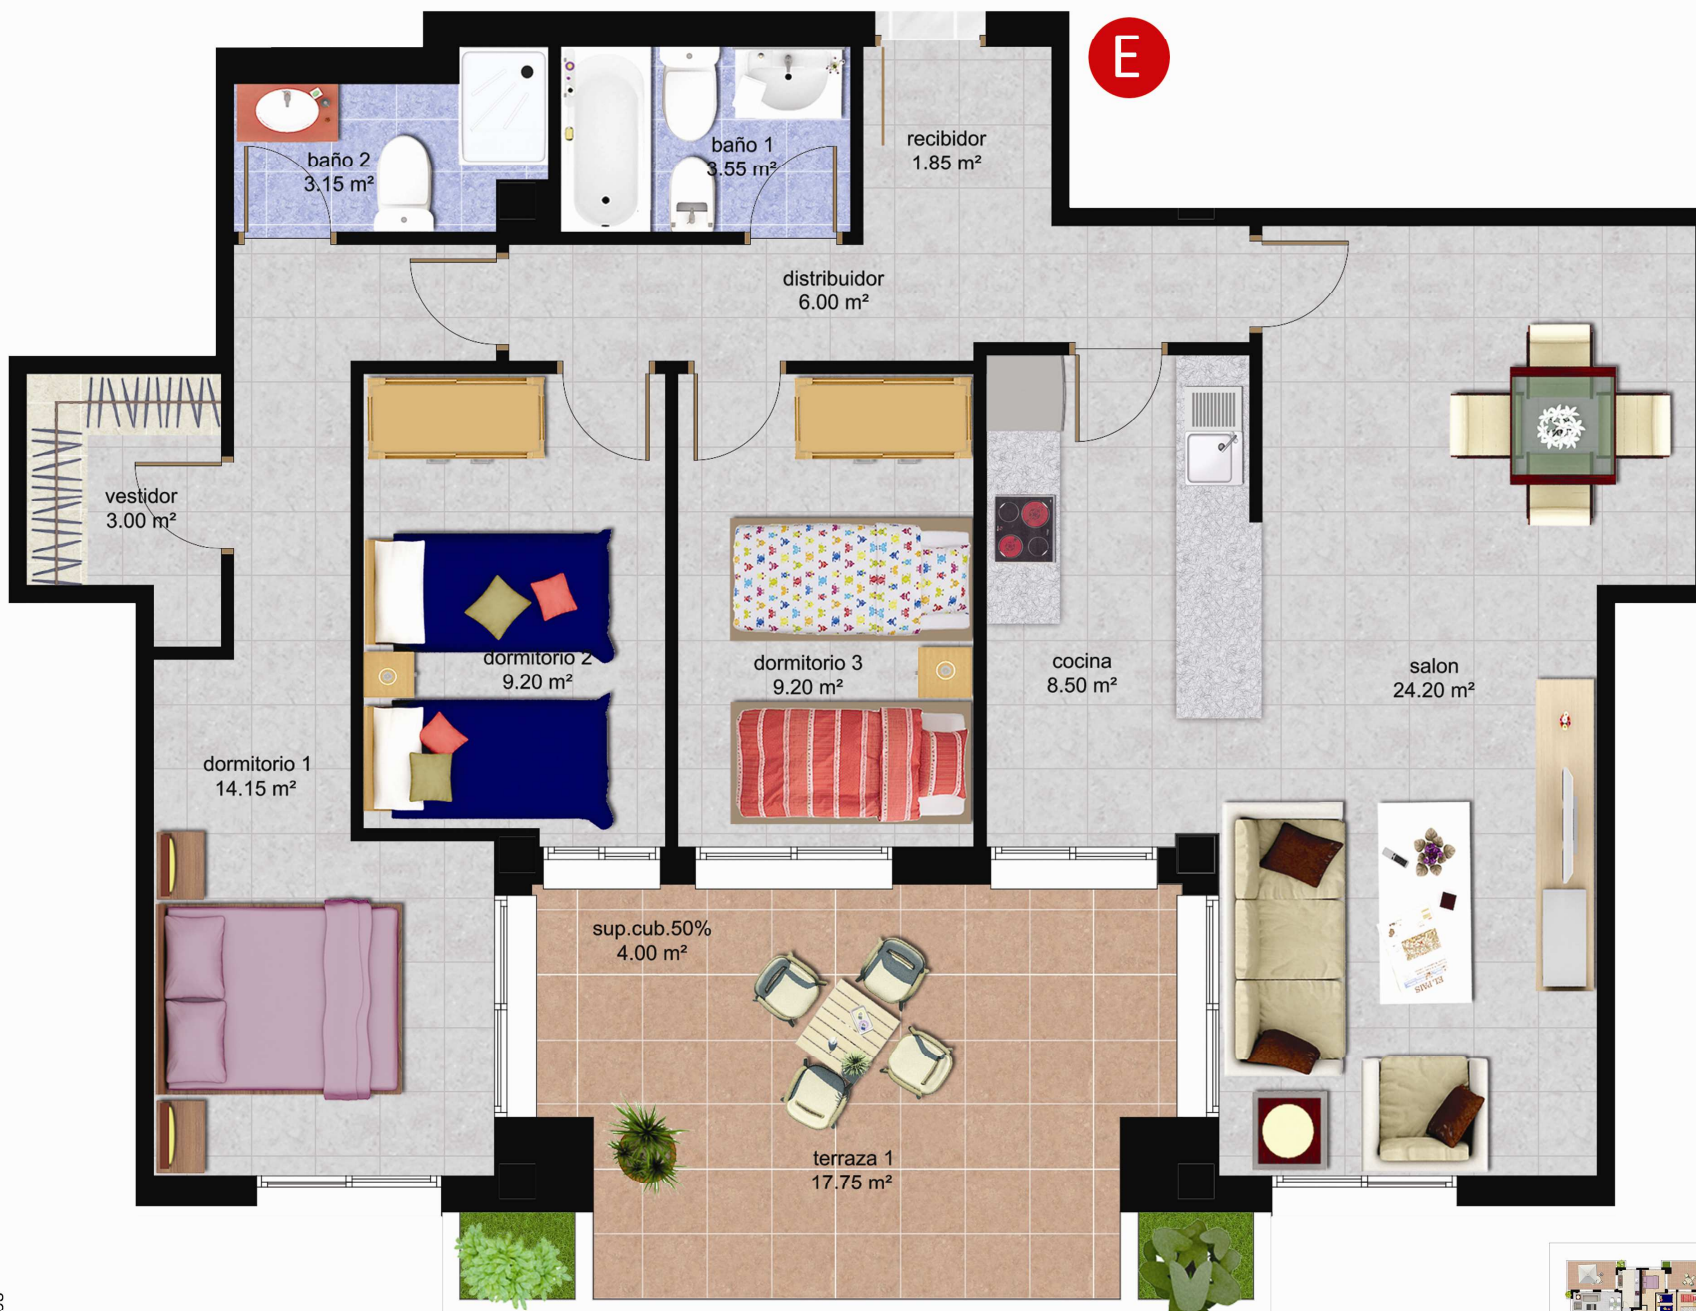 E
recibidor
1.85 m²
baño 1
3.55 m²
baño 2
3.15 m²
distribuidor
6.00 m²
vestidor
3.00 m²
dormitorio 2
9.20 m²
dormitorio 3
9.20 m²
cocina
8.50 m²
salon
24.20 m²
dormitorio 1
14.15 m²
sup.cub.50%
4.00 m²
EL PAIS
terraza 1
17.75 m²